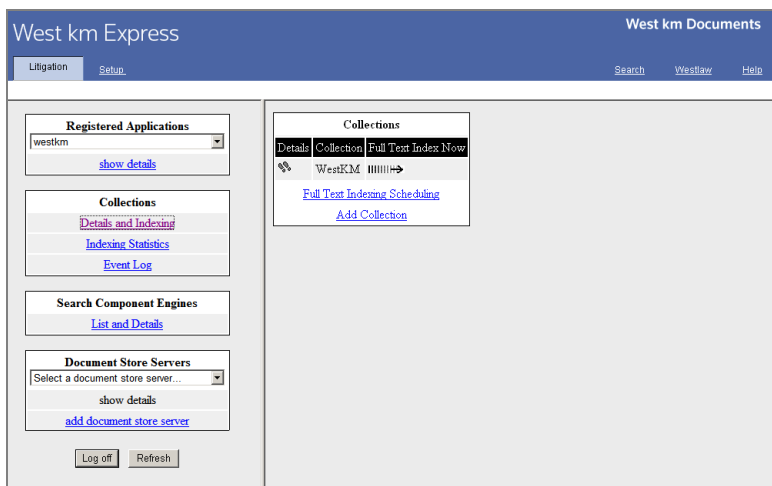 West km Express
West km Documents
Litigation
Setup
Search
Westlaw
Help
Registered Applications
westkm
show details
Collections
Details and Indexing
Indexing Statistics
Event Log
Search Component Engines
List and Details
Document Store Servers
Select a document store server...
show details
add document store server
Log off
Refresh
Collections
Details Collection Full Text Index Now
WestKM
Full Text Indexing Scheduling
Add Collection